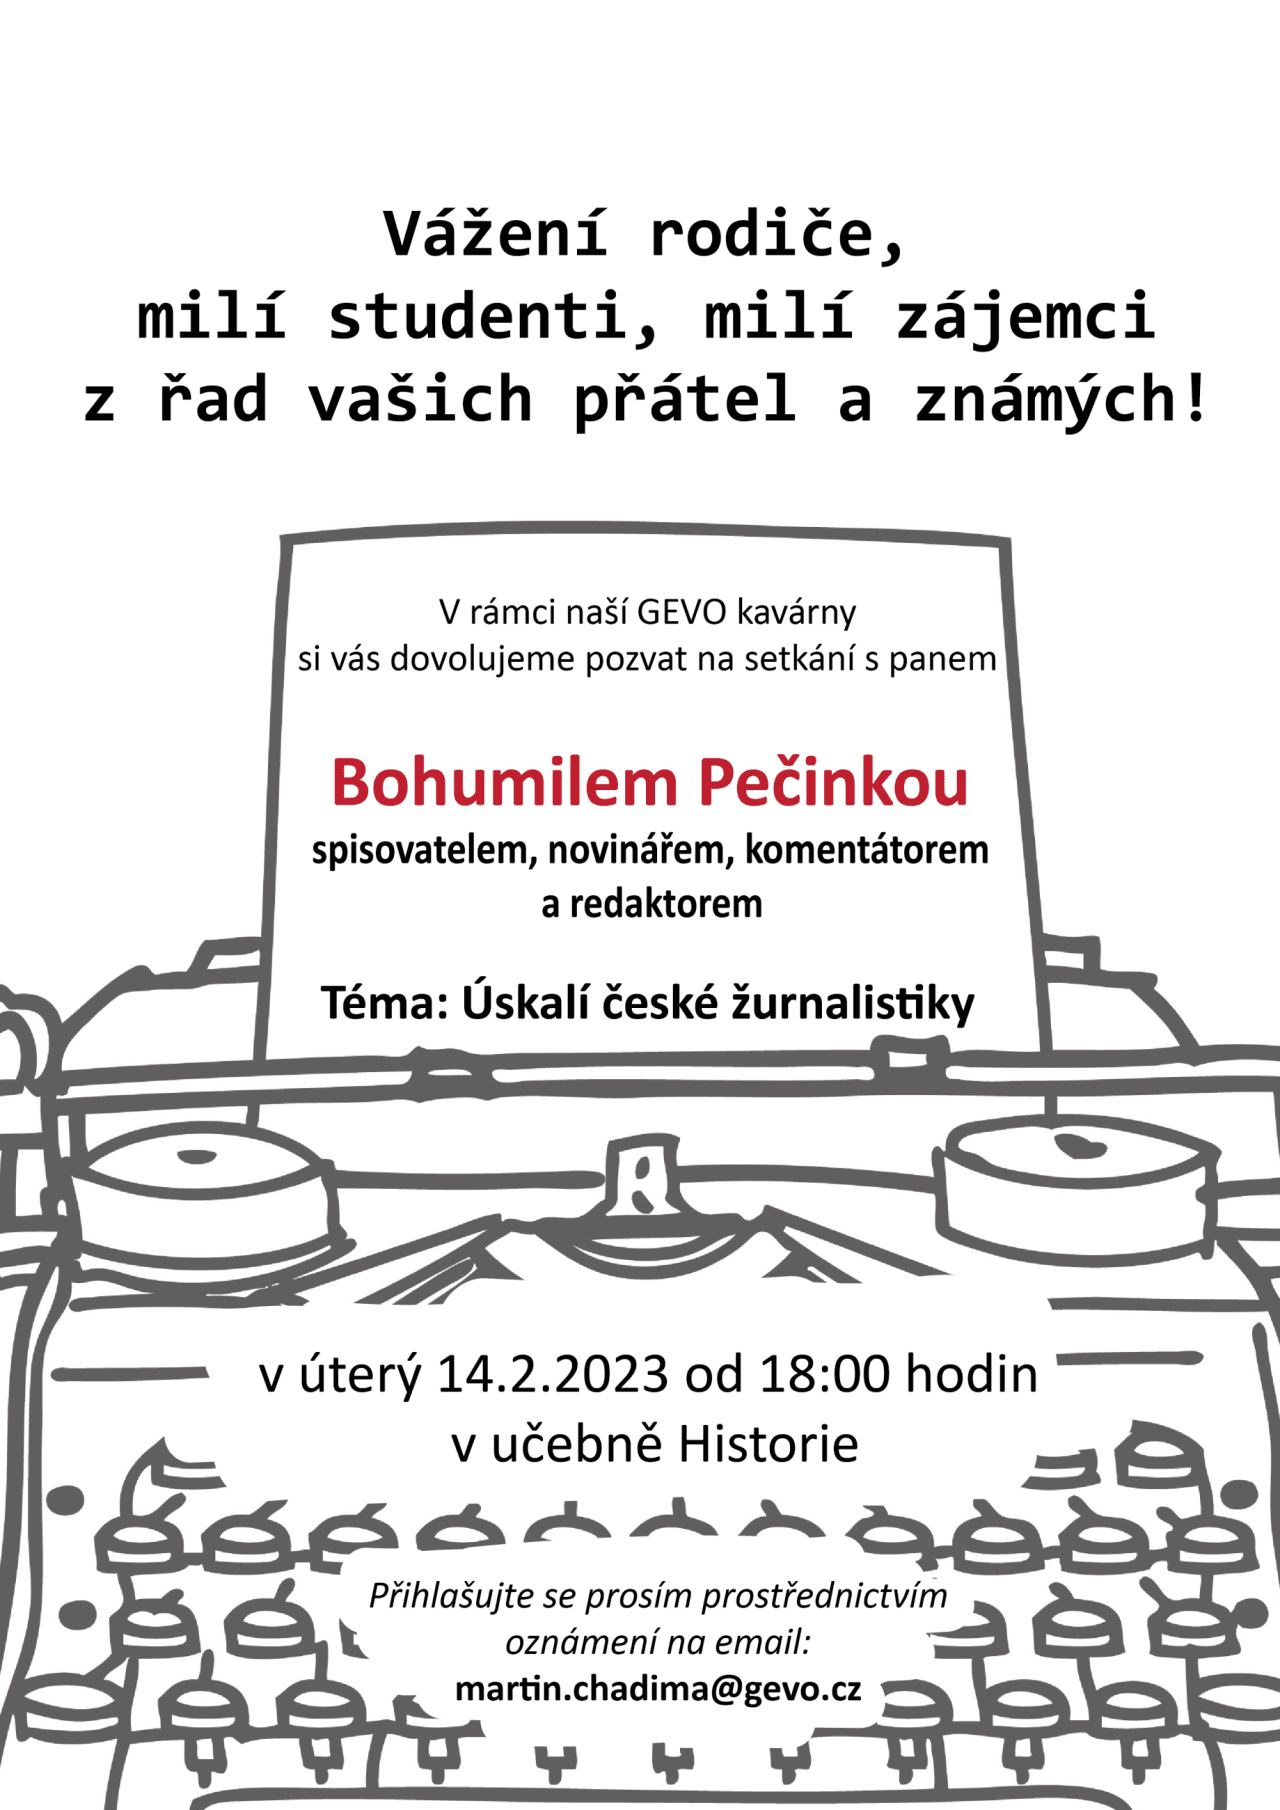 Vážení rodiče,
milí studenti, milí zájemci
z řad vašich přátel a známých!
V rámci naší GEVO kavárny
si vás dovolujeme pozvat na setkání s panem
Bohumilem Pečinkou
spisovatelem, novinářem, komentátorem
a redaktorem
Téma: Úskalí české žurnalistiky
v úterý 14.2.2023 od 18:00 hodin
v učebně Historie
Přihlašujte se prosím prostřednictvím
oznámení na email:
martin.chadima@gevo.cz